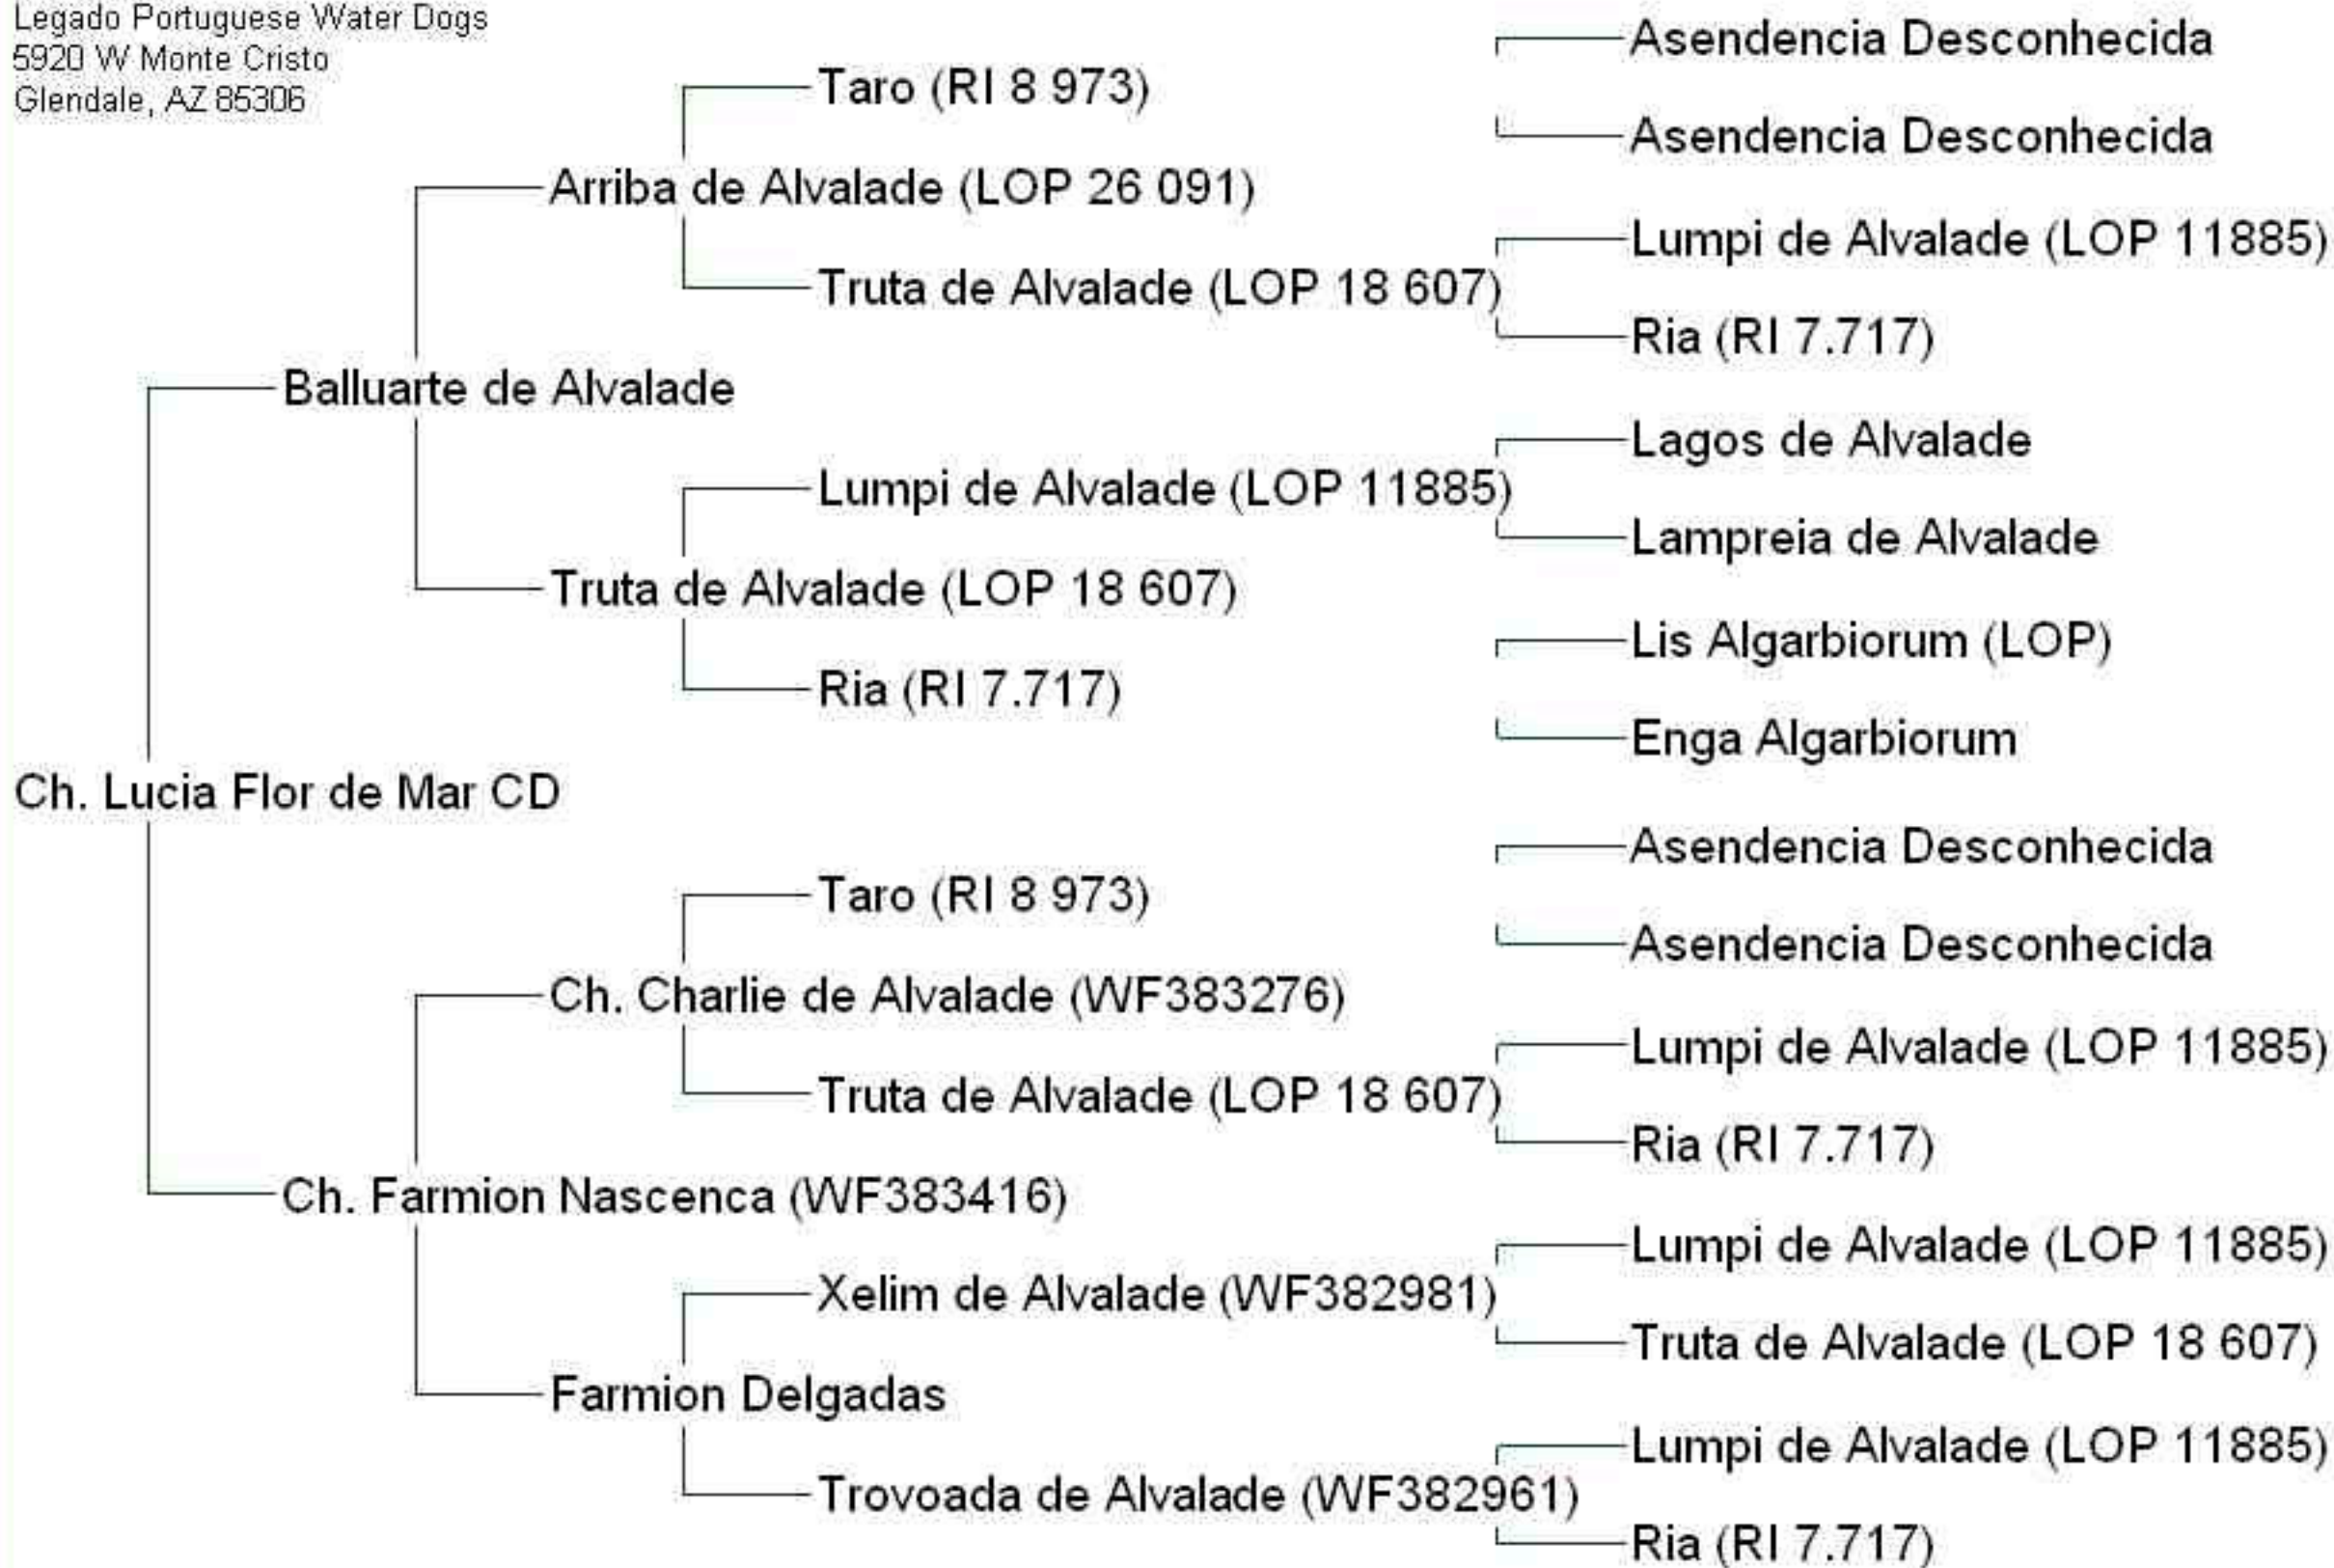 Legado Portuguese Water Dogs
5920 W Monte Cristo
Glendale, AZ 85306
Asendencia Desconhecida
Taro (RI 8 973)
Asendencia Desconhecida
Arriba de Alvalade (LOP 26 091)
Lumpi de Alvalade (LOP 11885)
Truta de Alvalade (LOP 18 607)
Ria (RI 7.717)
Balluarte de Alvalade
Lagos de Alvalade
Lumpi de Alvalade (LOP 11885)
Lampreia de Alvalade
Truta de Alvalade (LOP 18 607)
Lis Algarbiorum (LOP)
Ria (RI 7.717)
Enga Algarbiorum
Ch. Lucia Flor de Mar CD
Asendencia Desconhecida
Taro (RI 8 973)
Asendencia Desconhecida
Ch. Charlie de Alvalade (WF383276)
Lumpi de Alvalade (LOP 11885)
Truta de Alvalade (LOP 18 607)
Ria (RI 7.717)
Ch. Farmion Nascenca (WF383416)
Lumpi de Alvalade (LOP 11885)
Xelim de Alvalade (WF382981)
Truta de Alvalade (LOP 18 607)
Farmion Delgadas
Lumpi de Alvalade (LOP 11885)
Trovoada de Alvalade (WF382961)
Ria (RI 7.717)